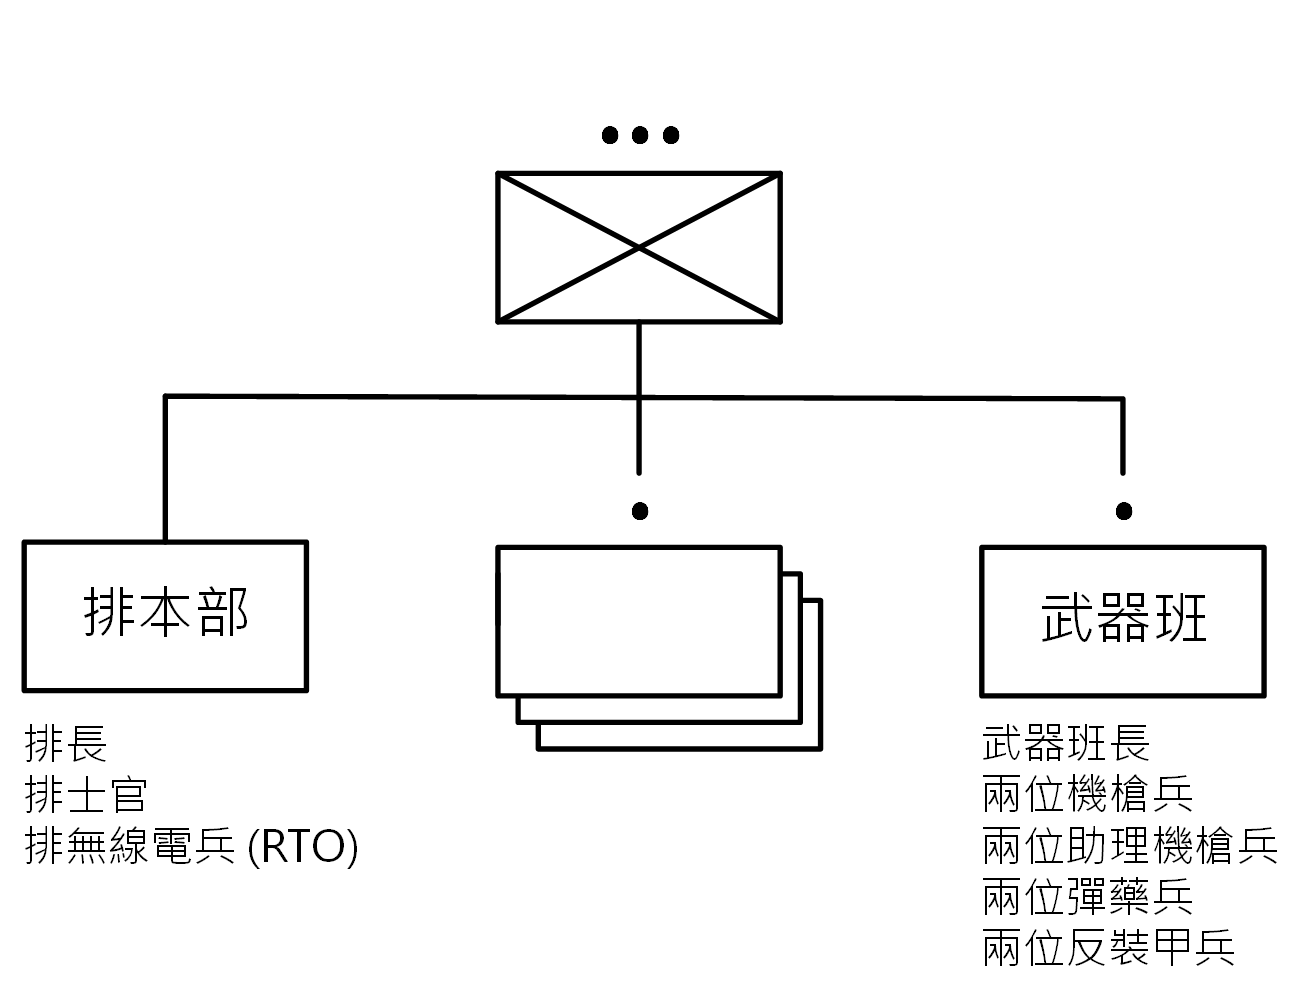 排本部
武器班
排長
排士官
排無線電兵 (RTO)
武器班長
兩位機槍兵
兩位助理機槍兵
兩位彈藥兵
兩位反裝甲兵